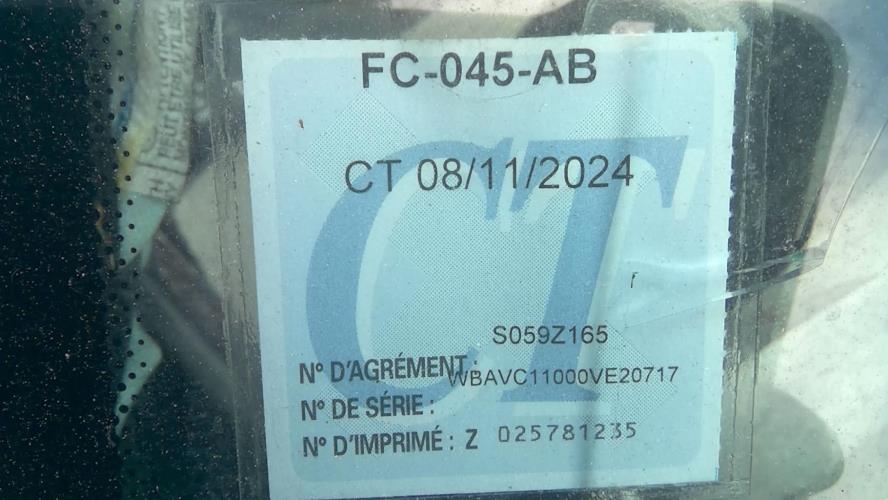 FC-045-AB
CT 08/11/2024
CT
S059Z165
N° D'AGRÉMENT :
WBAVC11000VE20717
N° DE SÉRIE :
N° D'IMPRIMÉ : Z 025781235